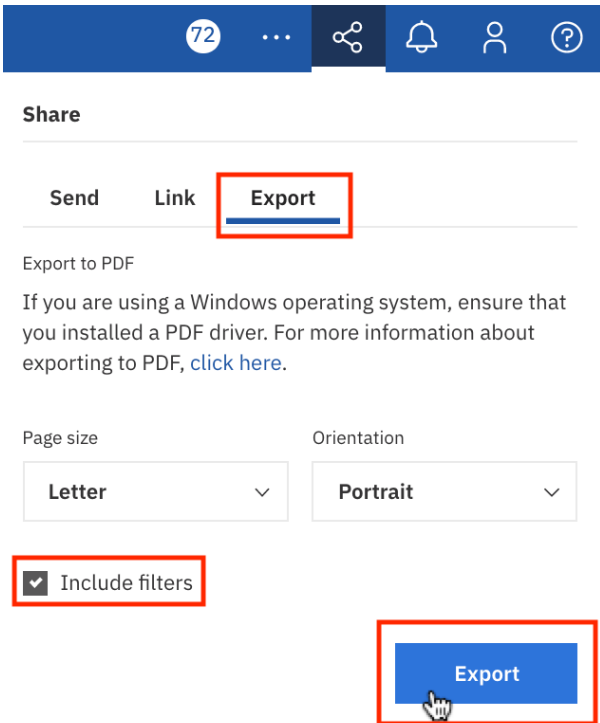 72
Share
Send Link Export
Export to PDF
If you are using a Windows operating system, ensure that
you installed a PDF driver. For more information about
exporting to PDF, click here.
Page size Orientation
Letter Portrait
Include filters
Export